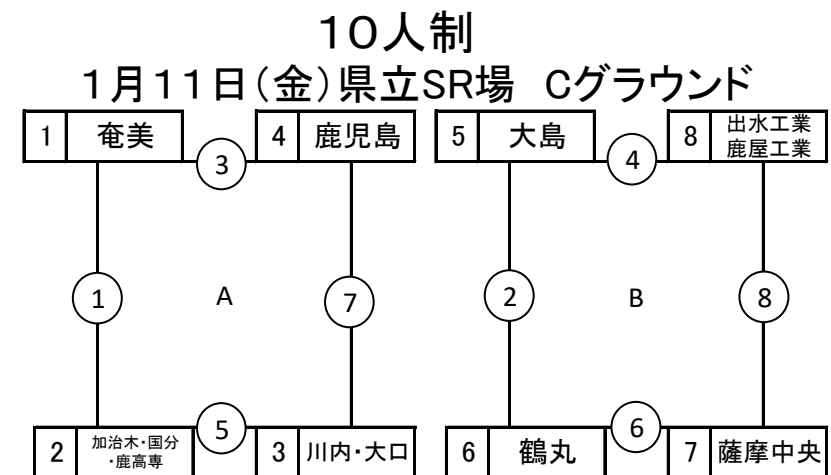 10人制
1月11日(金)県立SR場 Cグラウンド
1 奄美 4 鹿児島 5 大島 8 出水工業
鹿屋工業
3 4
1 A 7 2 B 8
5 6
2 加治木・国分
・鹿高専 3 川内・大口 6 鶴丸 7 薩摩中央